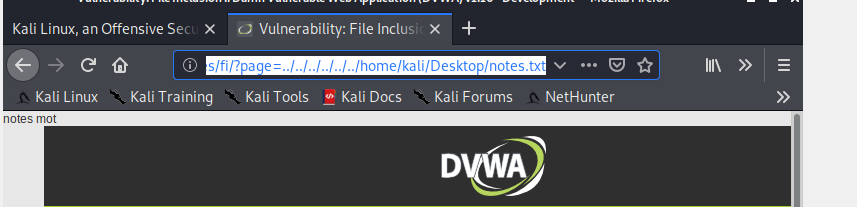 Vulnerability: File Inclusion :: Damn Vulnerable Web Application (DVWA) v1.10 *Development* - Mozilla Firefox
Kali Linux, an Offensive Secu
Vulnerability: File Inclusi
s/fi/?page=../../../../../../home/kali/Desktop/notes.txt
Kali Linux
Kali Training
Kali Tools
Kali Docs
Kali Forums
NetHunter
notes mot
DVWA